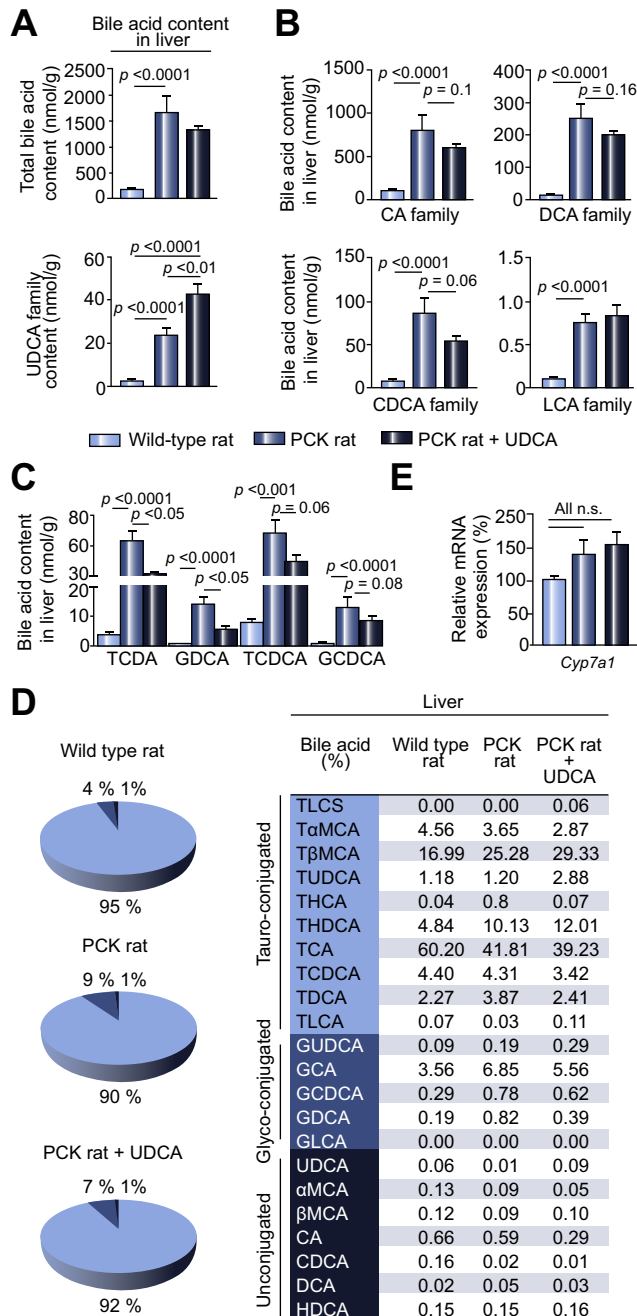 A
Bile acid content
in liver
Total bile acid
content (nmol/g)
2500
2000
1500
1000
500
0
p <0.0001
UDCA family
content (nmol/g)
60
40
20
0
p <0.0001
p <0.01
p <0.0001
B
Bile acid content
in liver (nmol/g)
1500
1000
500
0
p <0.0001
p = 0.1
CA family
400
300
200
100
0
p <0.0001
p = 0.16
DCA family
Bile acid content
in liver (nmol/g)
150
100
50
0
p <0.0001
p = 0.06
CDCA family
1.5
1.0
0.5
0
p <0.0001
LCA family
Wild-type rat PCK rat PCK rat + UDCA
C
Bile acid content
in liver (nmol/g)
80
60
30
20
10
0
p <0.0001
p <0.05
p <0.0001
p <0.05
p <0.001
p = 0.06
p <0.0001
p = 0.08
TCDA GDCA TCDCA GCDCA
E
Relative mRNA
expression (%)
250
150
100
50
0
All n.s.
Cyp7a1
D
Wild type rat
4 % 1%
95 %
PCK rat
9 % 1%
90 %
PCK rat + UDCA
7 % 1%
92 %
Liver
Bile acid
(%)
Wild type
rat
PCK
rat
PCK rat
+
UDCA
Tauro-conjugated
TLCS 0.00 0.00 0.06
TαMCA 4.56 3.65 2.87
TβMCA 16.99 25.28 29.33
TUDCA 1.18 1.20 2.88
THCA 0.04 0.8 0.07
THDCA 4.84 10.13 12.01
TCA 60.20 41.81 39.23
TCDCA 4.40 4.31 3.42
TDCA 2.27 3.87 2.41
TLCA 0.07 0.03 0.11
Glyco-conjugated
GUDCA 0.09 0.19 0.29
GCA 3.56 6.85 5.56
GCDCA 0.29 0.78 0.62
GDCA 0.19 0.82 0.39
GLCA 0.00 0.00 0.00
Unconjugated
UDCA 0.06 0.01 0.09
αMCA 0.13 0.09 0.05
βMCA 0.12 0.09 0.10
CA 0.66 0.59 0.29
CDCA 0.16 0.02 0.01
DCA 0.02 0.05 0.03
HDCA 0.15 0.15 0.16